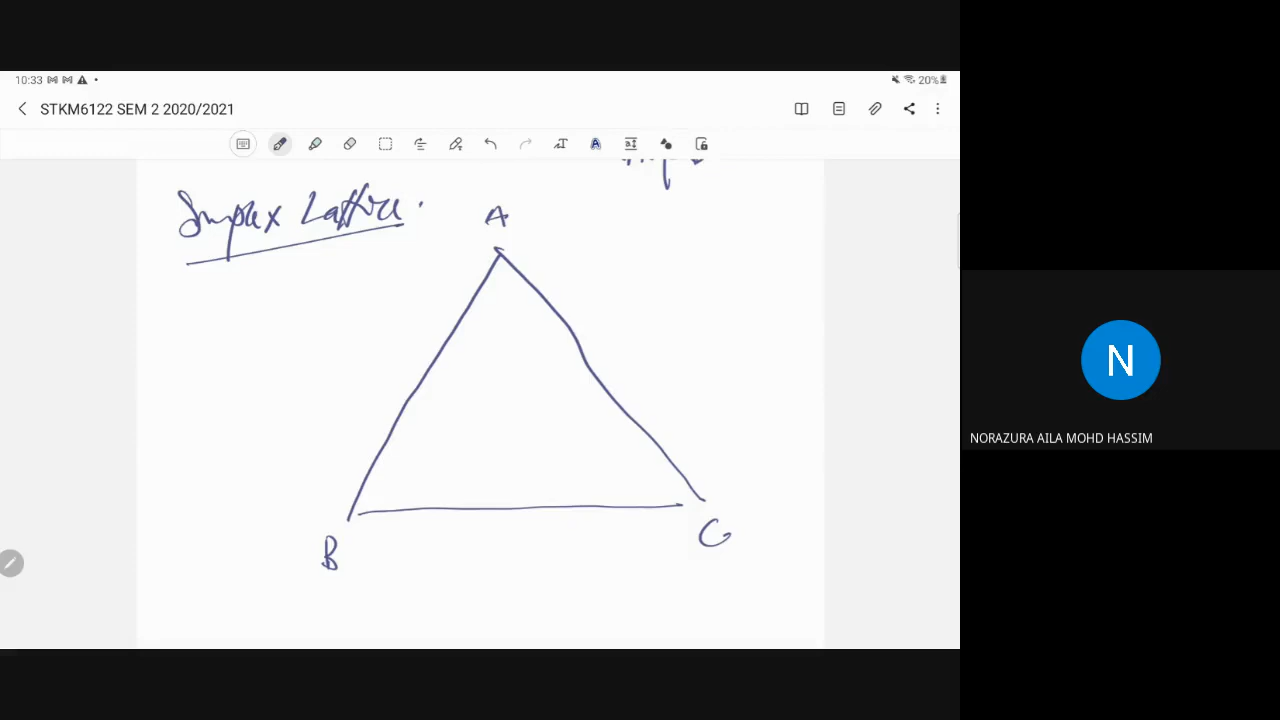 10:33
20%
STKM6122 SEM 2 2020/2021
Simplex Lattice.
A
B
C
N
NORAZURA AILA MOHD HASSIM